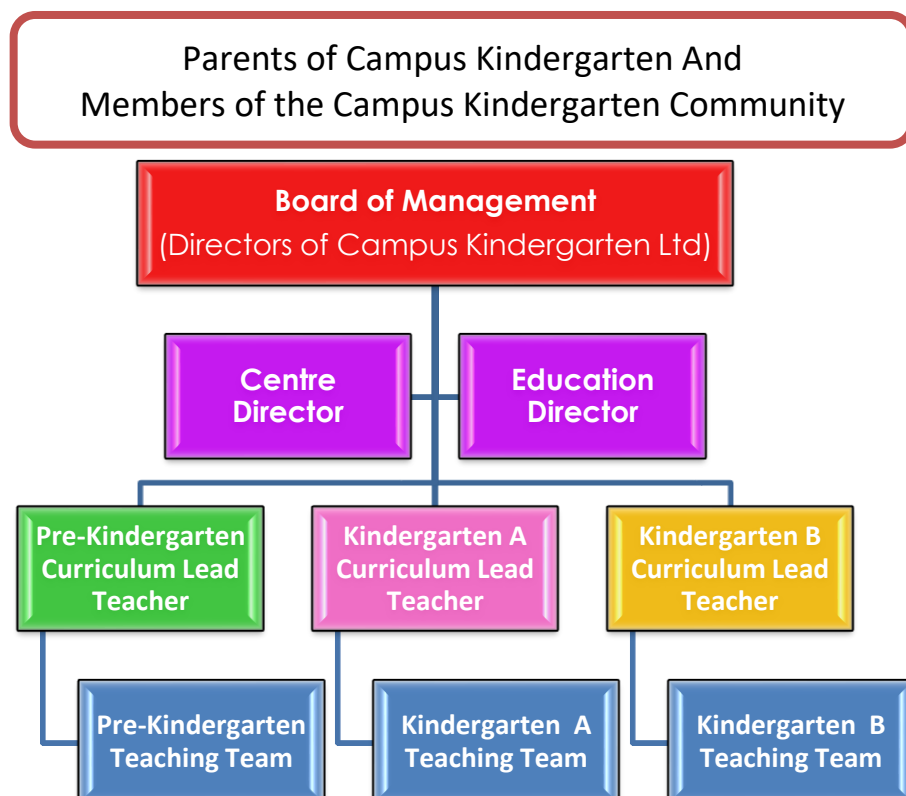 Parents of Campus Kindergarten And
Members of the Campus Kindergarten Community
Board of Management
(Directors of Campus Kindergarten Ltd)
Centre
Director
Education
Director
Pre-Kindergarten
Curriculum Lead
Teacher
Kindergarten A
Curriculum Lead
Teacher
Kindergarten B
Curriculum Lead
Teacher
Pre-Kindergarten
Teaching Team
Kindergarten A
Teaching Team
Kindergarten B
Teaching Team